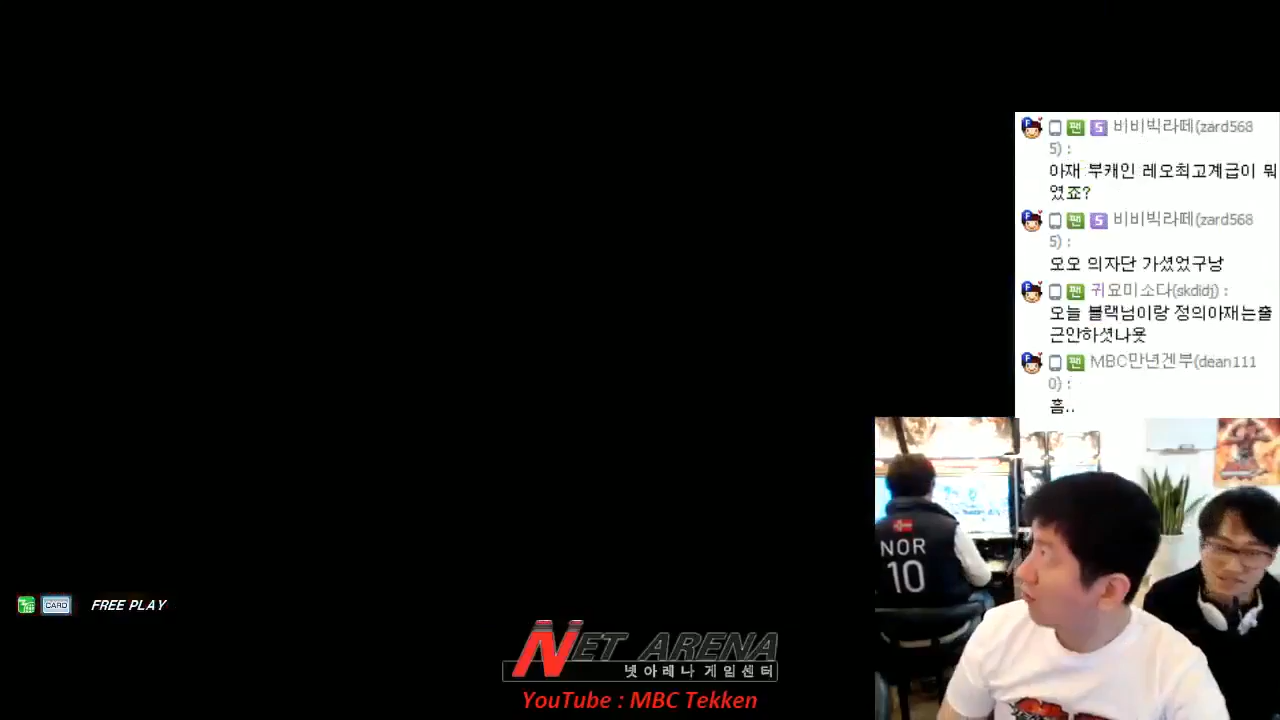 비비빅라떼(zard568
5) :
아재 부캐인 레오최고계급이 뭐
였죠?
비비빅라떼(zard568
5) :
오오 의자단 가셨었구낭
귀요미소다(skdidj) :
오늘 블랙님이랑 정의아재는출
근안하셧나욧
MBC만년겐부(dean111
0) :
흠..
NOR
10
CARD FREE PLAY
NET ARENA
넷아레나 게임센터
YouTube : MBC Tekken